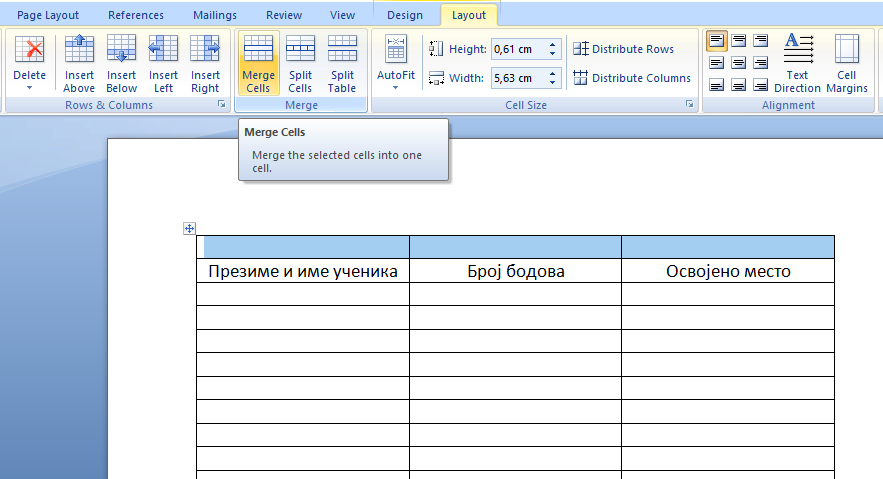 Page Layout References Mailings Review View Design Layout
Delete
Insert Above
Insert Below
Insert Left
Insert Right
Rows & Columns
Merge Cells
Split Cells
Split Table
Merge
AutoFit
Height: 0,61 cm
Width: 5,63 cm
Distribute Rows
Distribute Columns
Cell Size
Text Direction
Cell Margins
Alignment
Merge Cells
Merge the selected cells into one
cell.
Презиме и име ученика Број бодова Освојено место